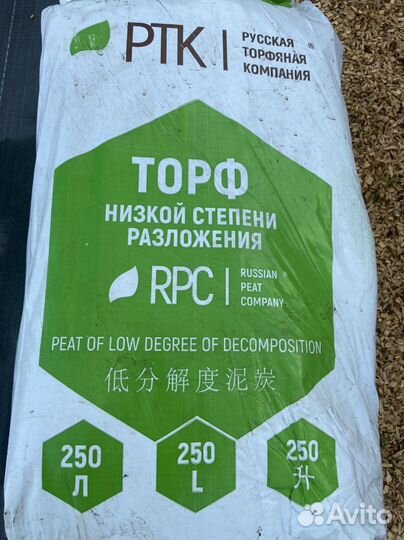 РТК
РУССКАЯ ®
ТОРФЯНАЯ
КОМПАНИЯ
ТОРФ
НИЗКОЙ СТЕПЕНИ
РАЗЛОЖЕНИЯ
RPC
RUSSIAN ®
PEAT
COMPANY
PEAT OF LOW DEGREE OF DECOMPOSITION
低分解度泥炭
250 250 250
Л L 升
Avito